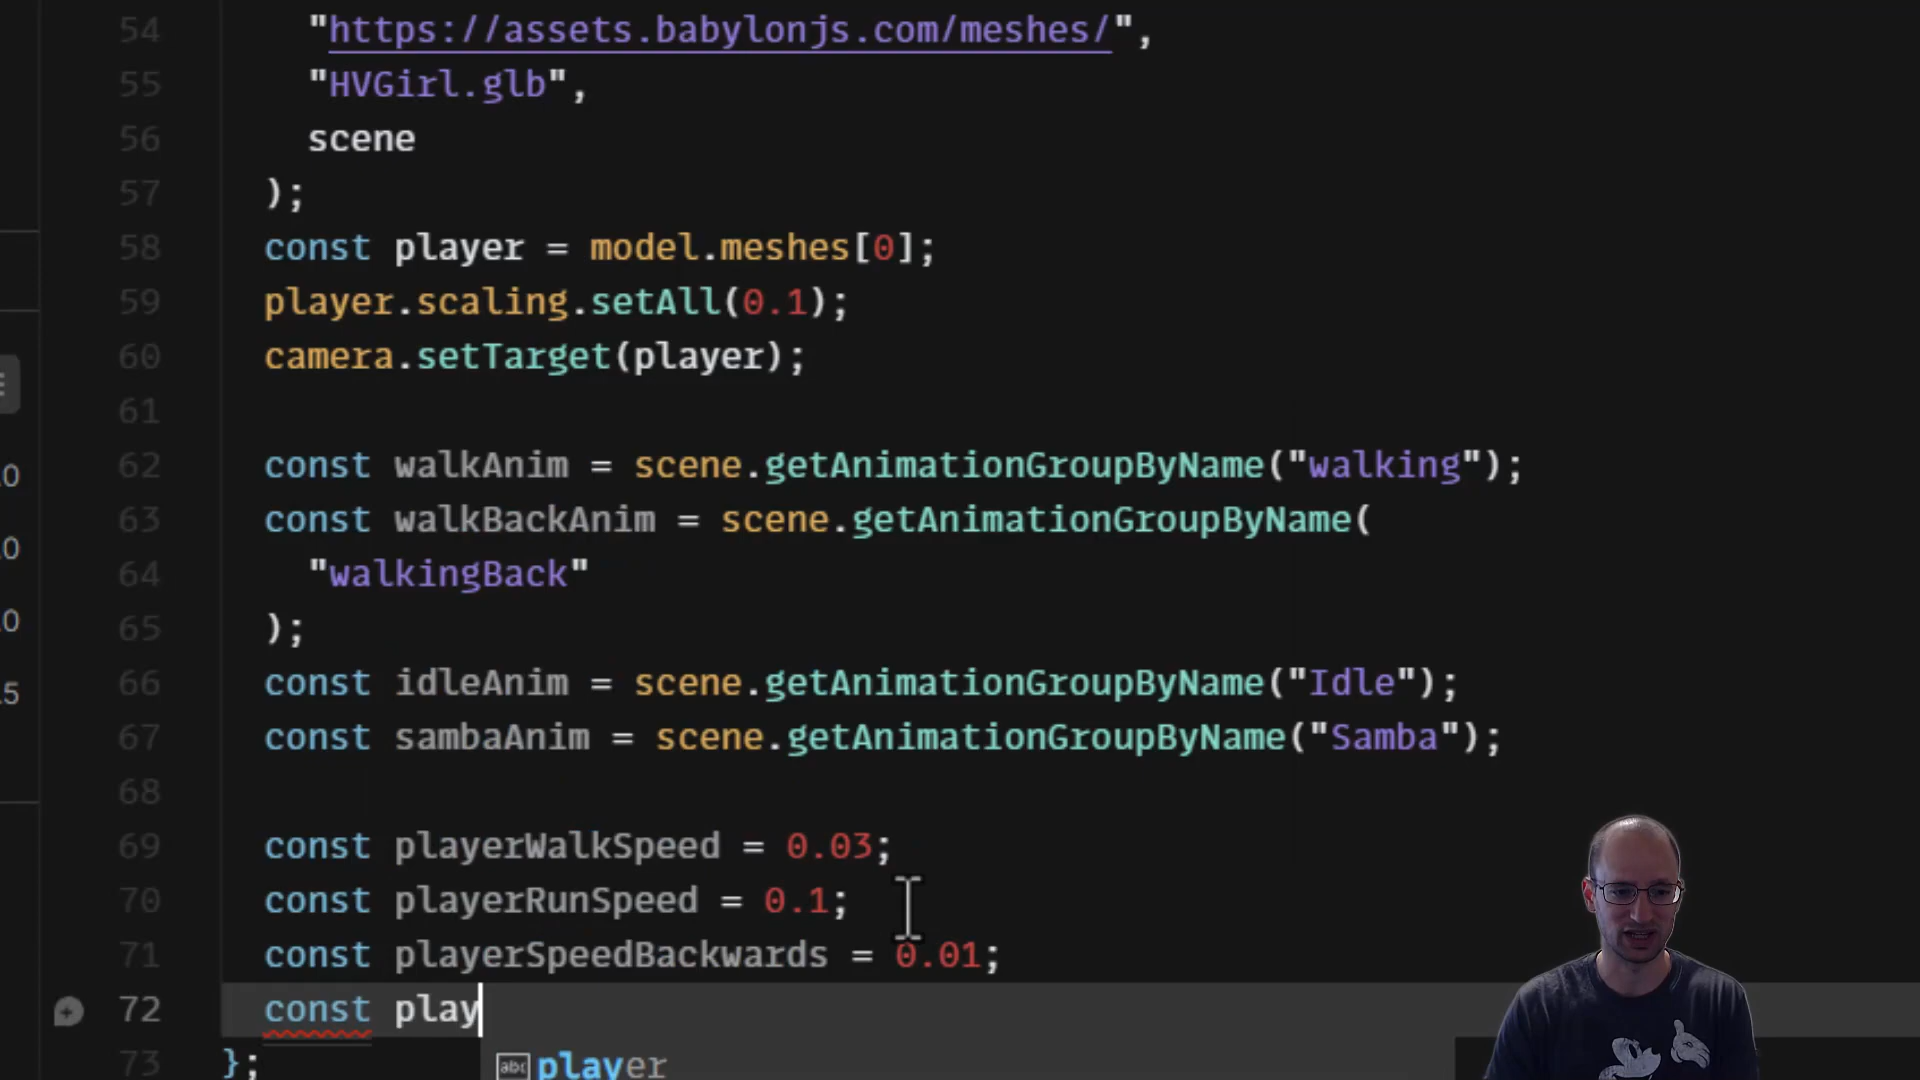 54 "https://assets.babylonjs.com/meshes/",
55 "HVGirl.glb",
56 scene
57 );
58 const player = model.meshes[0];
59 player.scaling.setAll(0.1);
60 camera.setTarget(player);
61
62 const walkAnim = scene.getAnimationGroupByName("walking");
63 const walkBackAnim = scene.getAnimationGroupByName(
64 "walkingBack"
65 );
66 const idleAnim = scene.getAnimationGroupByName("Idle");
67 const sambaAnim = scene.getAnimationGroupByName("Samba");
68
69 const playerWalkSpeed = 0.03;
70 const playerRunSpeed = 0.1;
71 const playerSpeedBackwards = 0.01;
72 const play
73 };
abc player